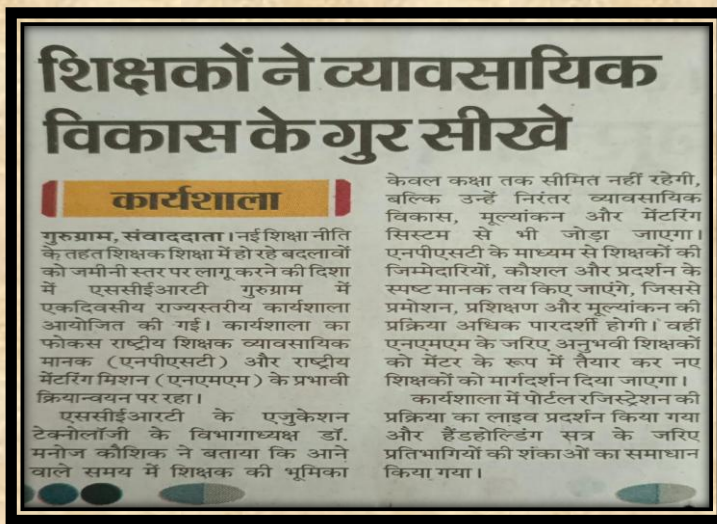 शिक्षकों ने व्यावसायिक
विकास के गुर सीखे
कार्यशाला
गुरुग्राम, संवाददाता। नई शिक्षा नीति
के तहत शिक्षक शिक्षा में हो रहे बदलावों
को जमीनी स्तर पर लागू करने की दिशा
में एससीईआरटी गुरुग्राम में
एकदिवसीय राज्यस्तरीय कार्यशाला
आयोजित की गई। कार्यशाला का
फोकस राष्ट्रीय शिक्षक व्यावसायिक
मानक (एनपीएसटी) और राष्ट्रीय
मेंटरिंग मिशन (एनएमएम) के प्रभावी
क्रियान्वयन पर रहा।
एससीईआरटी के एजुकेशन
टेक्नोलॉजी के विभागाध्यक्ष डॉ.
मनोज कौशिक ने बताया कि आने
वाले समय में शिक्षक की भूमिका
केवल कक्षा तक सीमित नहीं रहेगी,
बल्कि उन्हें निरंतर व्यावसायिक
विकास, मूल्यांकन और मेंटरिंग
सिस्टम से भी जोड़ा जाएगा।
एनपीएसटी के माध्यम से शिक्षकों की
जिम्मेदारियों, कौशल और प्रदर्शन के
स्पष्ट मानक तय किए जाएंगे, जिससे
प्रमोशन, प्रशिक्षण और मूल्यांकन की
प्रक्रिया अधिक पारदर्शी होगी। वहीं
एनएमएम के जरिए अनुभवी शिक्षकों
को मेंटर के रूप में तैयार कर नए
शिक्षकों को मार्गदर्शन दिया जाएगा।
कार्यशाला में पोर्टल रजिस्ट्रेशन की
प्रक्रिया का लाइव प्रदर्शन किया गया
और हैंडहोल्डिंग सत्र के जरिए
प्रतिभागियों की शंकाओं का समाधान
किया गया।